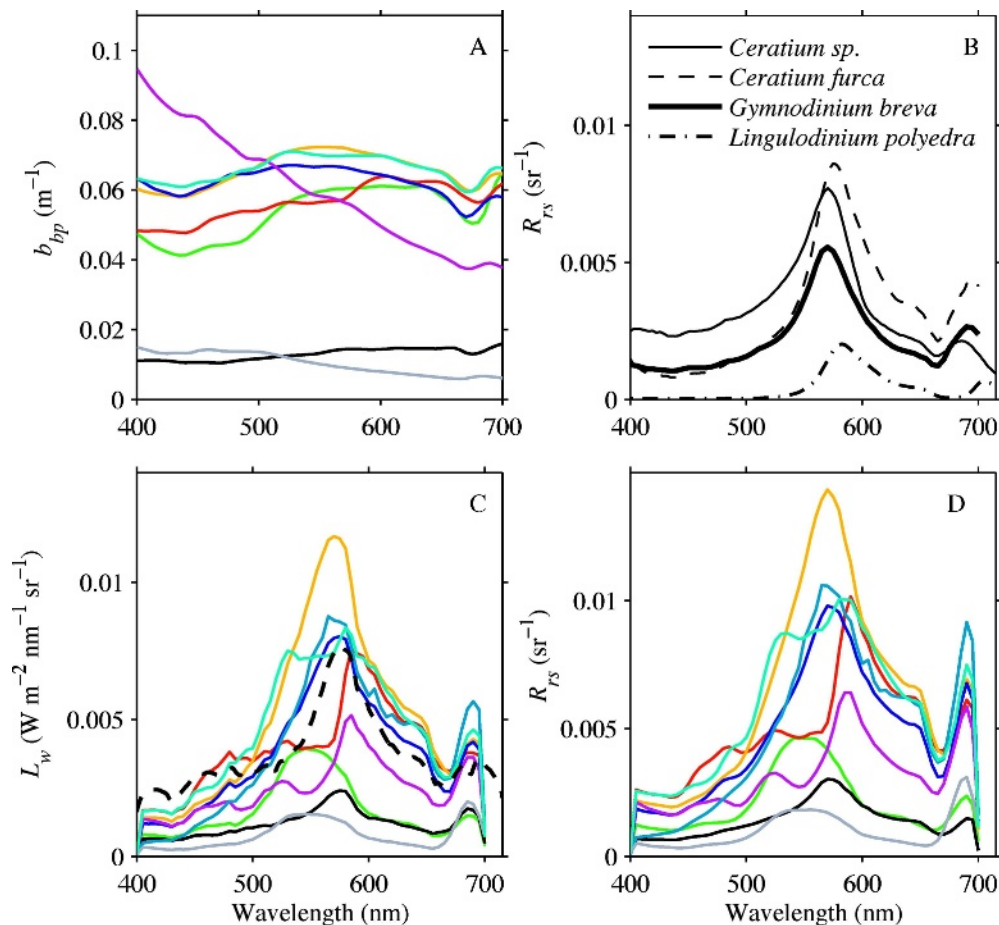 A
0.1
0.08
0.06
0.04
0.02
0
b_bp (m⁻¹)
400 500 600 700
B
Ceratium sp.
Ceratium furca
Gymnodinium breva
Lingulodinium polyedra
0.01
0.005
0
R_rs (sr⁻¹)
400 500 600 700
C
0.01
0.005
0
L_w (W m⁻² nm⁻¹ sr⁻¹)
400 500 600 700
Wavelength (nm)
D
0.01
0.005
0
R_rs (sr⁻¹)
400 500 600 700
Wavelength (nm)